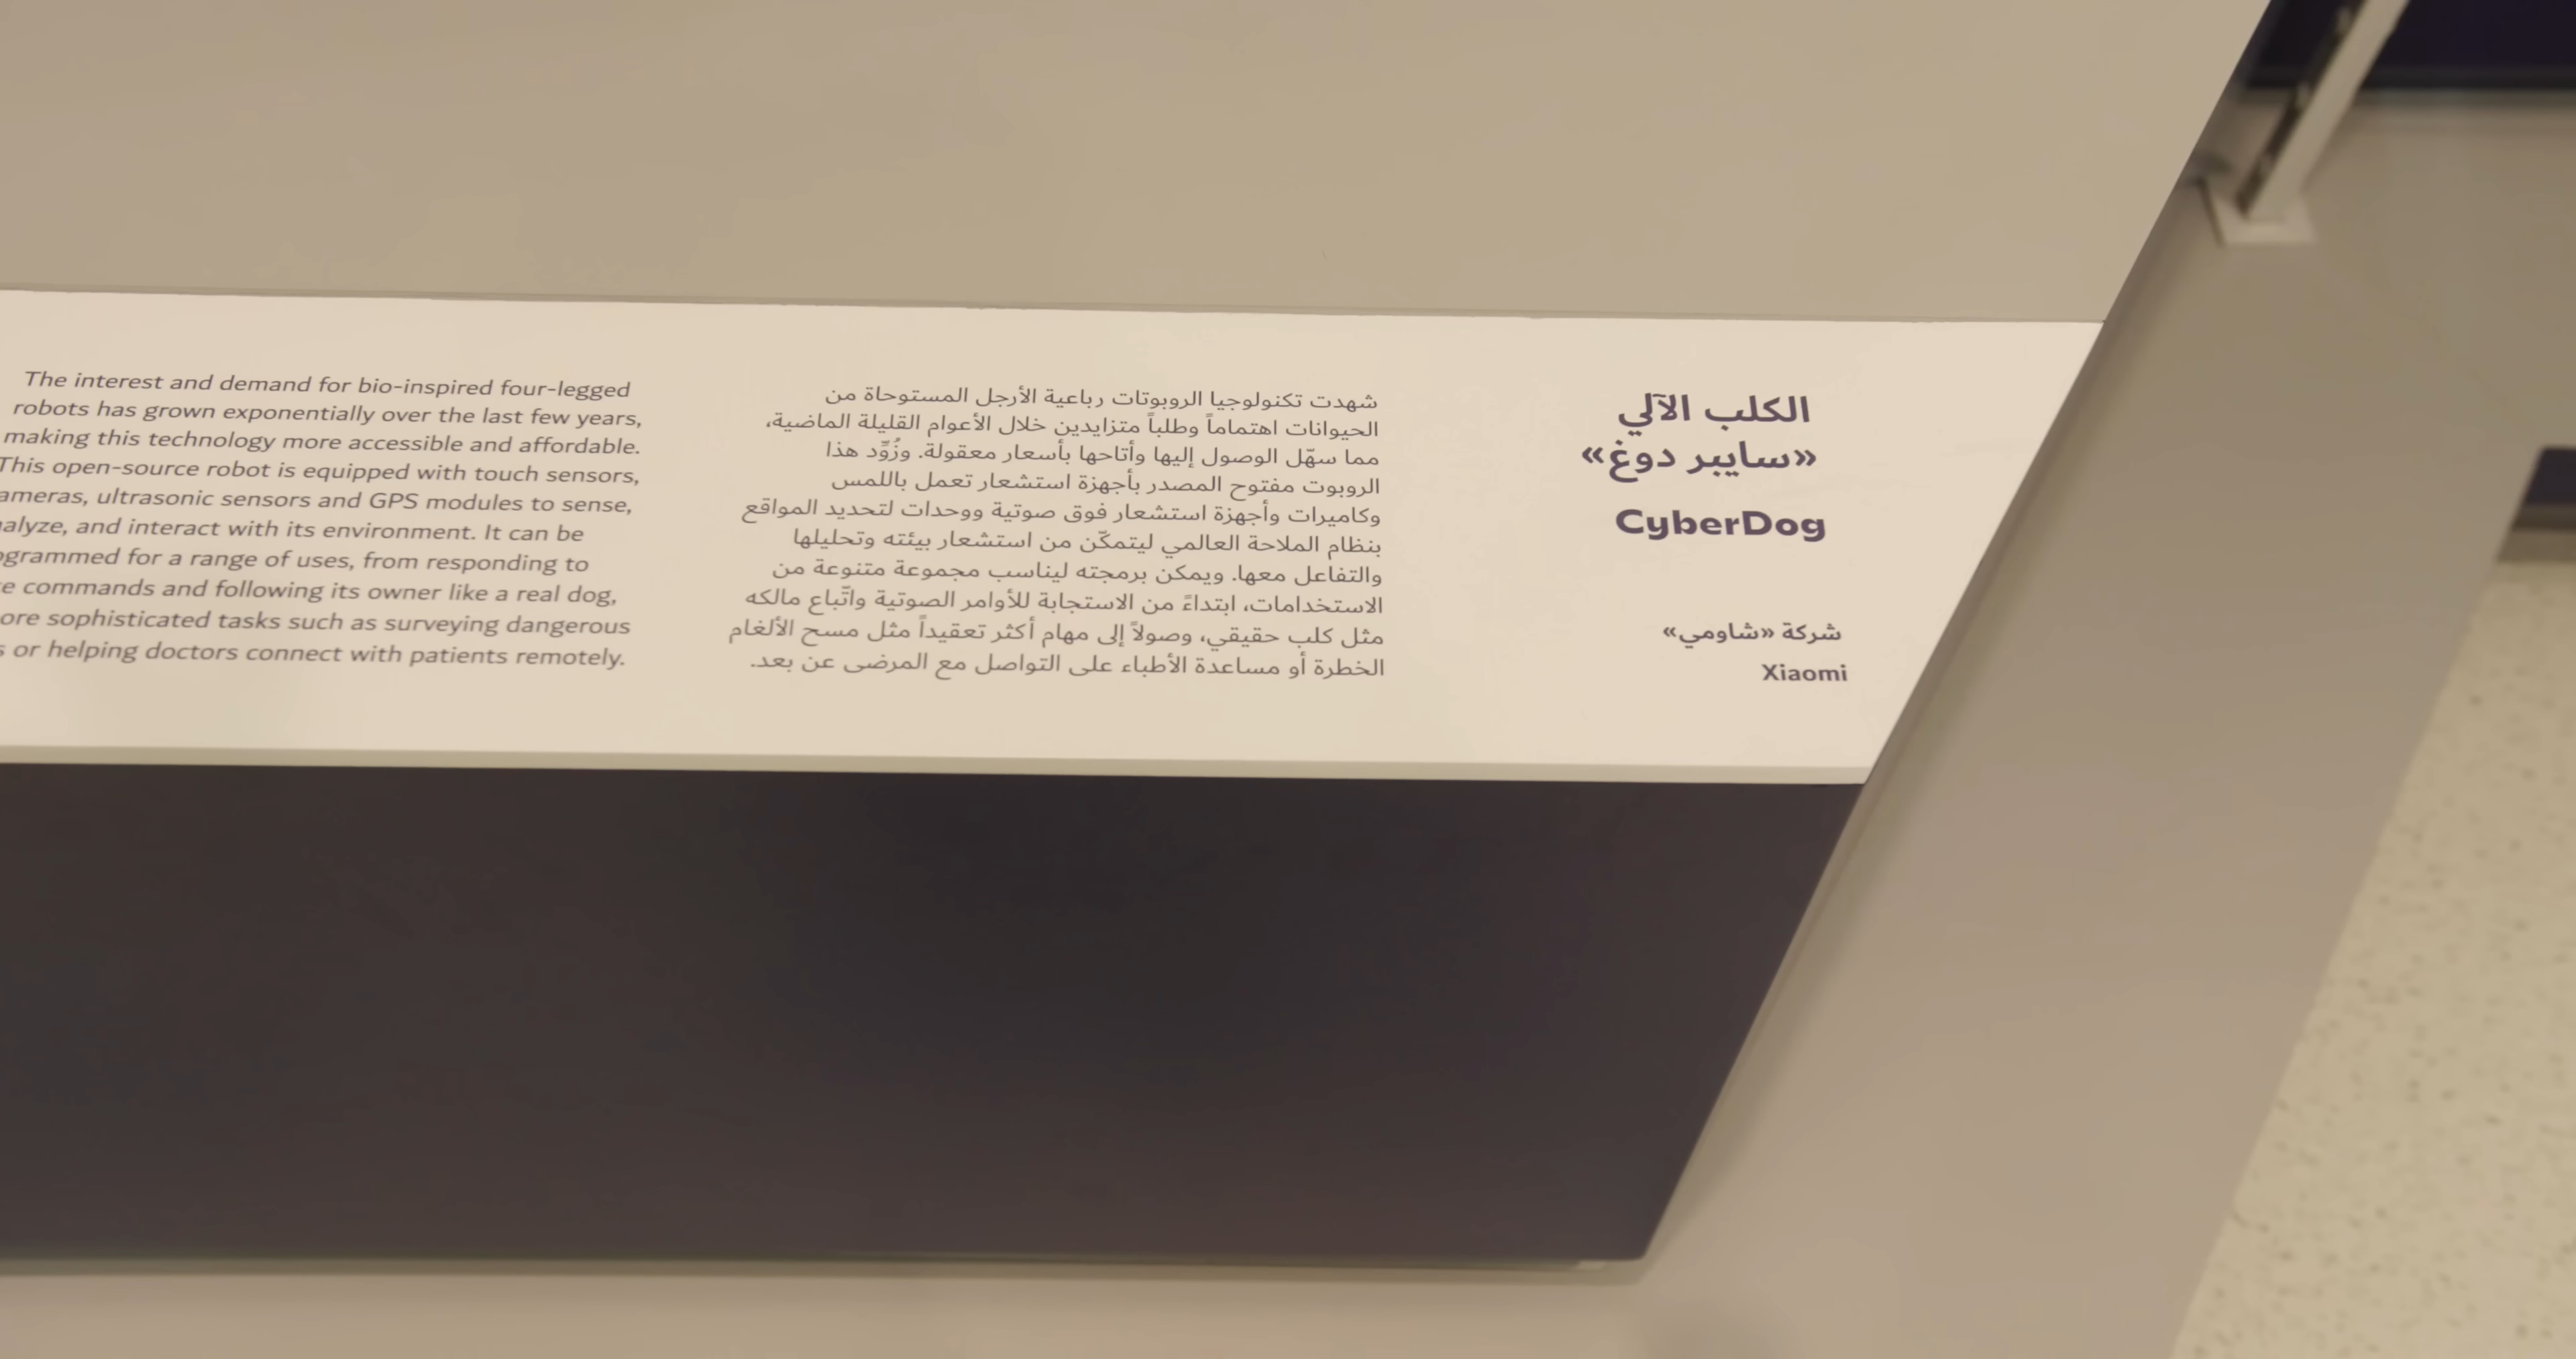 الكلب الآلي
«سايبر دوغ»
CyberDog
شركة «شاومي»
Xiaomi
شهدت تكنولوجيا الروبوتات رباعية الأرجل المستوحاة من
الحيوانات اهتماماً وطلباً متزايدين خلال الأعوام القليلة الماضية،
مما سهّل الوصول إليها وأتاحها بأسعار معقولة. وزُوِّد هذا
الروبوت مفتوح المصدر بأجهزة استشعار تعمل باللمس
وكاميرات وأجهزة استشعار فوق صوتية ووحدات لتحديد المواقع
بنظام الملاحة العالمي ليتمكّن من استشعار بيئته وتحليلها
والتفاعل معها. ويمكن برمجته ليناسب مجموعة متنوعة من
الاستخدامات، ابتداءً من الاستجابة للأوامر الصوتية واتّباع مالكه
مثل كلب حقيقي، وصولاً إلى مهام أكثر تعقيداً مثل مسح الألغام
الخطرة أو مساعدة الأطباء على التواصل مع المرضى عن بعد.
The interest and demand for bio-inspired four-legged
robots has grown exponentially over the last few years,
making this technology more accessible and affordable.
This open-source robot is equipped with touch sensors,
ultrasonic sensors and GPS modules to sense,
and interact with its environment. It can be
for a range of uses, from responding to
commands and following its owner like a real dog,
sophisticated tasks such as surveying dangerous
or helping doctors connect with patients remotely.